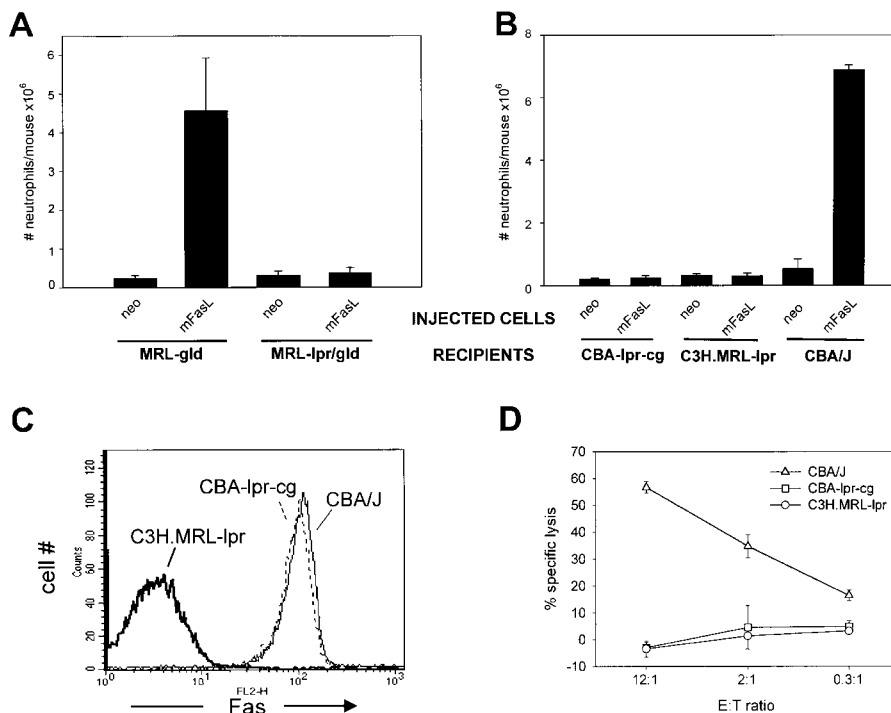 A
# neutrophils/mouse x10⁶
6
5
4
3
2
1
0
neo
mFasL
neo
mFasL
MRL-gld
MRL-lpr/gld
INJECTED CELLS
RECIPIENTS
B
# neutrophils/mouse x10⁶
8
6
4
2
0
neo
mFasL
neo
mFasL
neo
mFasL
CBA-lpr-cg
C3H.MRL-lpr
CBA/J
C
cell #
Counts
120
100
80
60
40
20
0
CBA-lpr-cg
CBA/J
C3H.MRL-lpr
10⁰
10¹
10²
10³
FL2-H
Fas
D
% specific lysis
70
60
50
40
30
20
10
0
-10
CBA/J
CBA-lpr-cg
C3H.MRL-lpr
12:1
2:1
0.3:1
E:T ratio